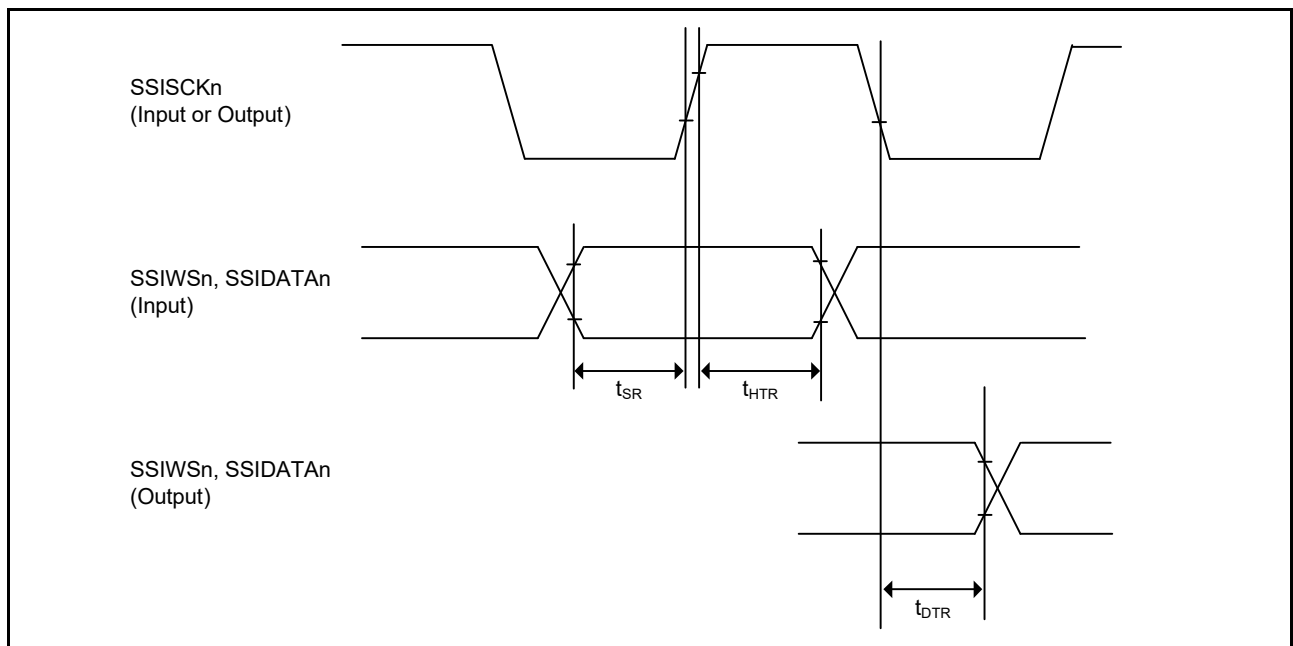 SSISCKn
(Input or Output)
SSIWSn, SSIDATAn
(Input)
tSR
tHTR
SSIWSn, SSIDATAn
(Output)
tDTR